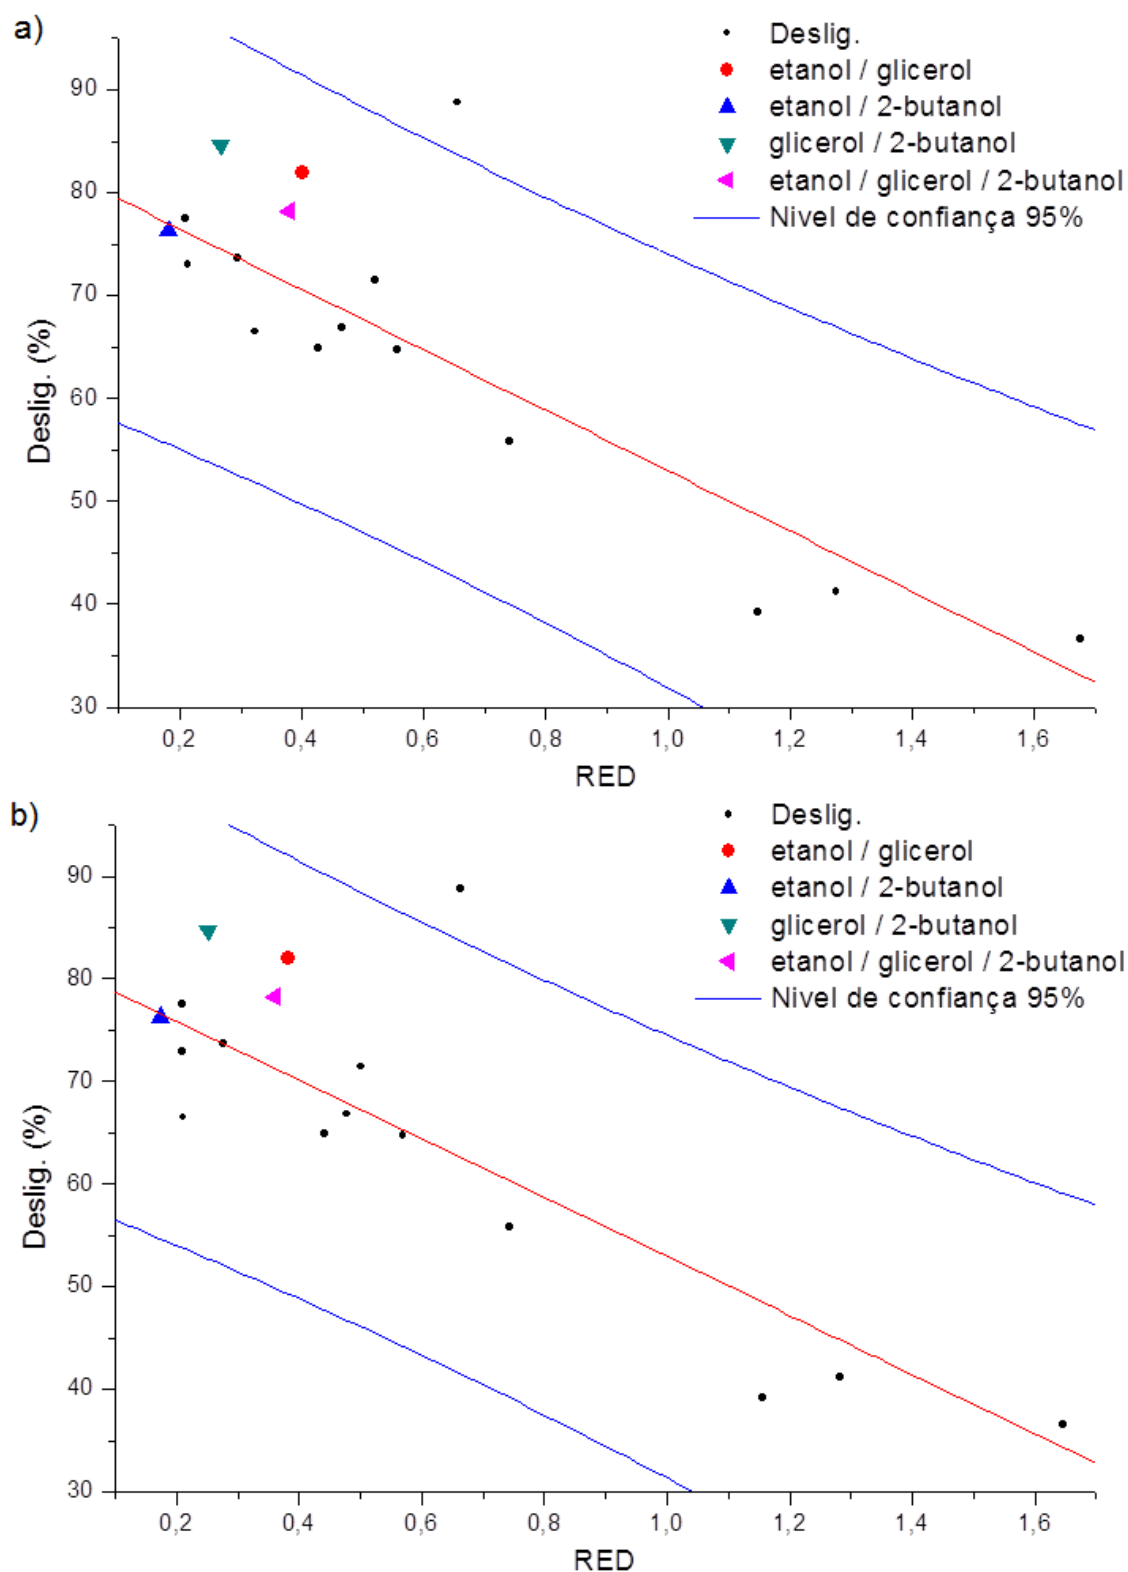 a)
Deslig.
etanol / glicerol
etanol / 2-butanol
glicerol / 2-butanol
etanol / glicerol / 2-butanol
Nivel de confiança 95%
90
80
70
60
50
40
30
Deslig. (%)
0,2 0,4 0,6 0,8 1,0 1,2 1,4 1,6
RED
b)
Deslig.
etanol / glicerol
etanol / 2-butanol
glicerol / 2-butanol
etanol / glicerol / 2-butanol
Nivel de confiança 95%
90
80
70
60
50
40
30
Deslig. (%)
0,2 0,4 0,6 0,8 1,0 1,2 1,4 1,6
RED